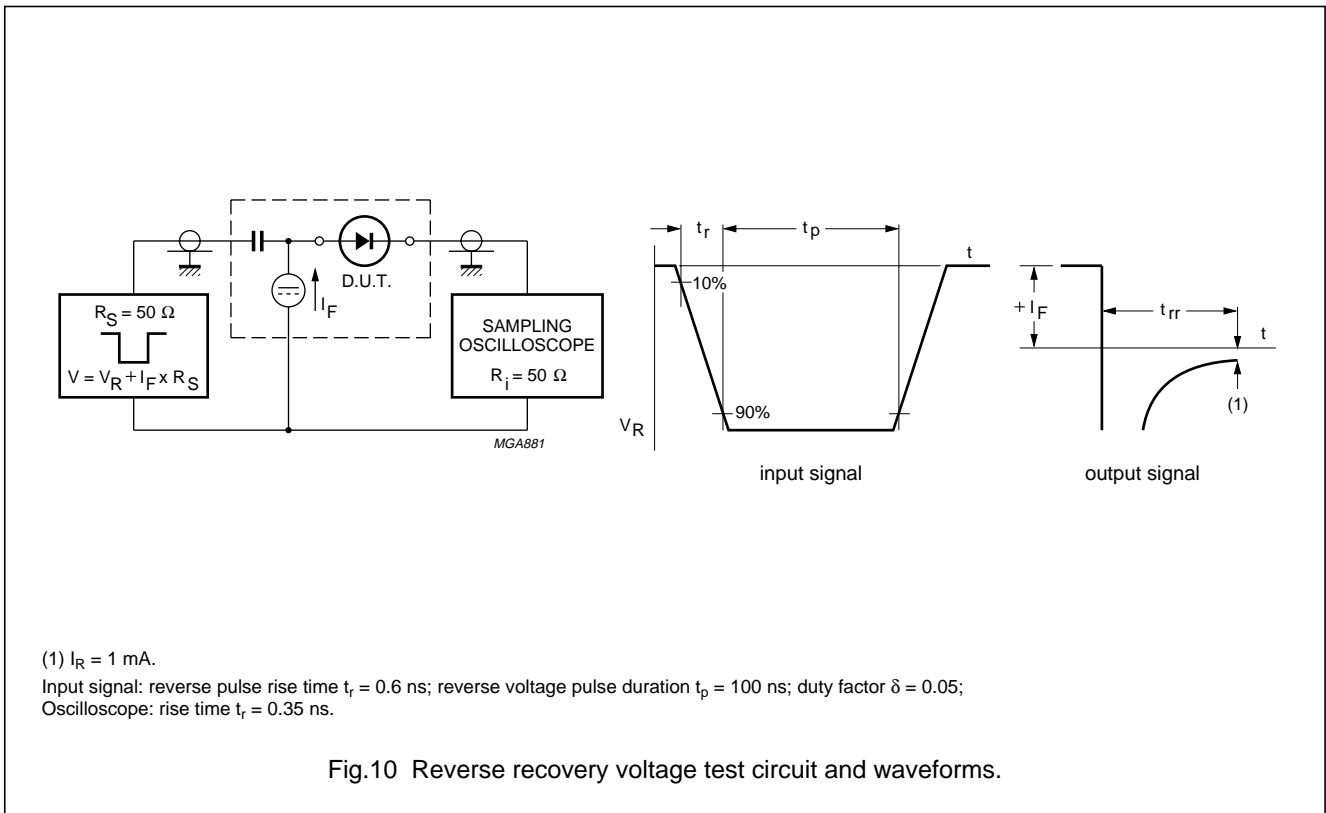 R_S = 50 Ω
V = V_R + I_F x R_S
I_F
D.U.T.
SAMPLING
OSCILLOSCOPE
R_i = 50 Ω
MGA881
t_r
t_p
t
10%
90%
V_R
input signal
+ I_F
t_rr
t
(1)
output signal
(1) I_R = 1 mA.
Input signal: reverse pulse rise time t_r = 0.6 ns; reverse voltage pulse duration t_p = 100 ns; duty factor δ = 0.05;
Oscilloscope: rise time t_r = 0.35 ns.
Fig.10 Reverse recovery voltage test circuit and waveforms.